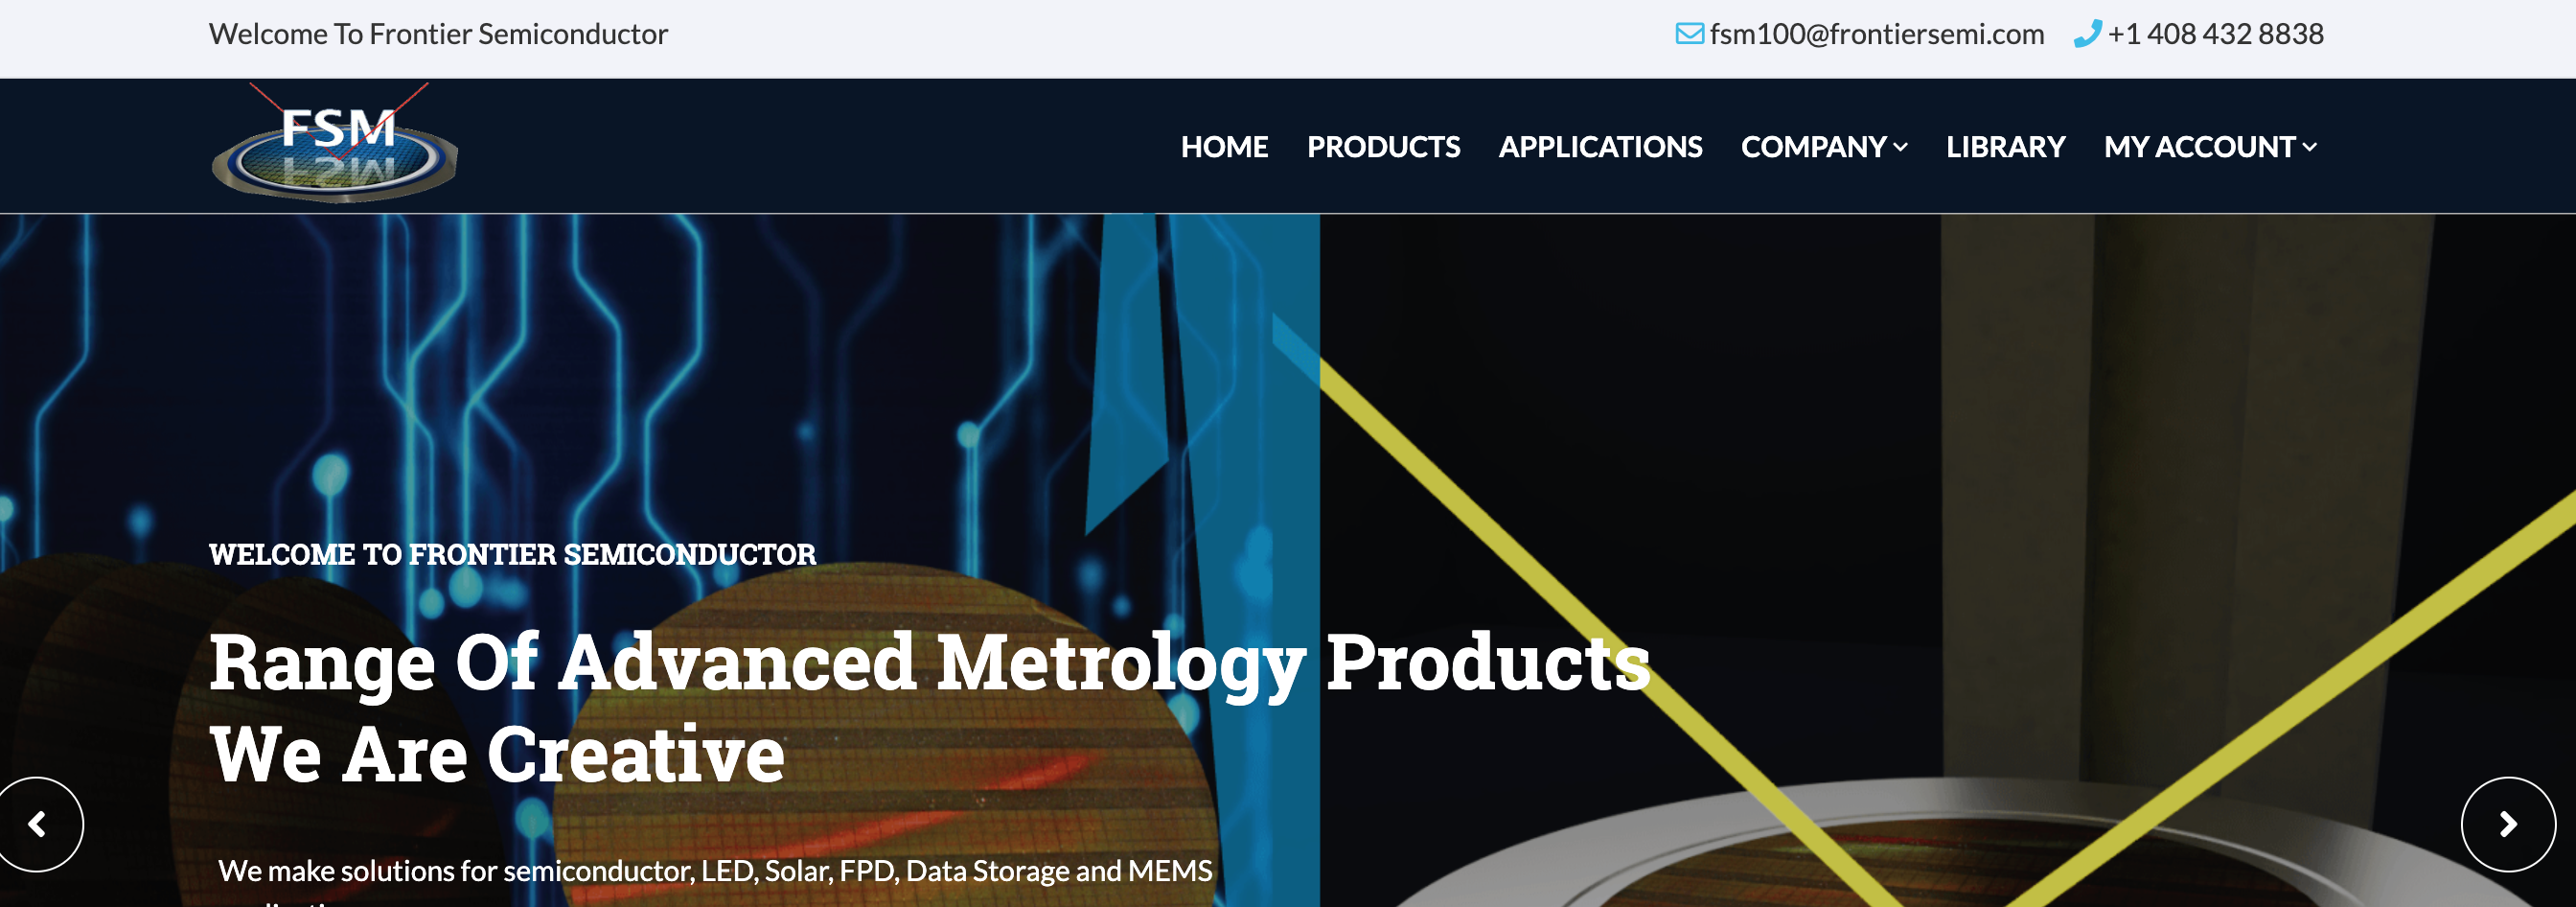 Welcome To Frontier Semiconductor
fsm100@frontiersemi.com
+1 408 432 8838
FSM
HOME PRODUCTS APPLICATIONS COMPANY LIBRARY MY ACCOUNT
WELCOME TO FRONTIER SEMICONDUCTOR
Range Of Advanced Metrology Products
We Are Creative
We make solutions for semiconductor, LED, Solar, FPD, Data Storage and MEMS